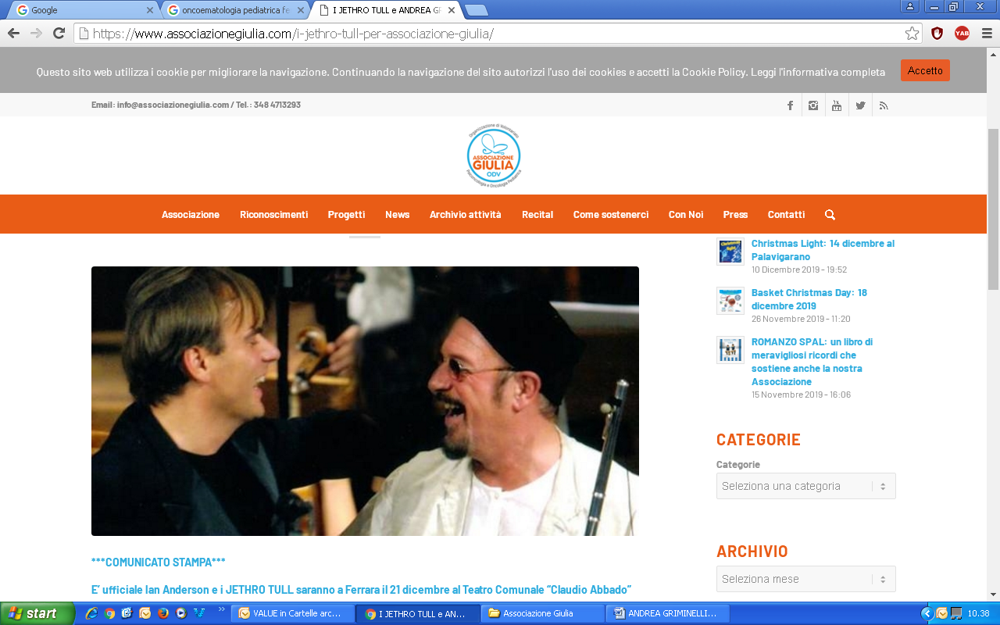 Google
oncoematologia pediatrica fe
I JETHRO TULL e ANDREA GR
https://www.associazionegiulia.com/i-jethro-tull-per-associazione-giulia/
YAB
Questo sito web utilizza i cookie per migliorare la navigazione. Continuando la navigazione del sito autorizzi l'uso dei cookies e accetti la Cookie Policy. Leggi l'informativa completa
Accetto
Email: info@associazionegiulia.com / Tel.: 348 4713293
You
Organizzazione di Volontariato
ASSOCIAZIONE
GIULIA
ODV
Psiconcologia e Oncologia Pediatrica
Associazione Riconoscimenti Progetti News Archivio attività Recital Come sostenerci Con Noi Press Contatti
Christmas Light: 14 dicembre al
Palavigarano
10 Dicembre 2019 - 19:52
Basket Christmas Day: 18
dicembre 2019
26 Novembre 2019 - 11:20
ROMANZO SPAL: un libro di
meravigliosi ricordi che
sostiene anche la nostra
Associazione
15 Novembre 2019 - 16:06
CATEGORIE
Categorie
Seleziona una categoria
ARCHIVIO
Seleziona mese
***COMUNICATO STAMPA***
E' ufficiale Ian Anderson e i JETHRO TULL saranno a Ferrara il 21 dicembre al Teatro Comunale “Claudio Abbado”
start
VALUE in Cartelle arc...
I JETHRO TULL e AN...
Associazione Giulia
ANDREA GRIMINELLI...
10.38